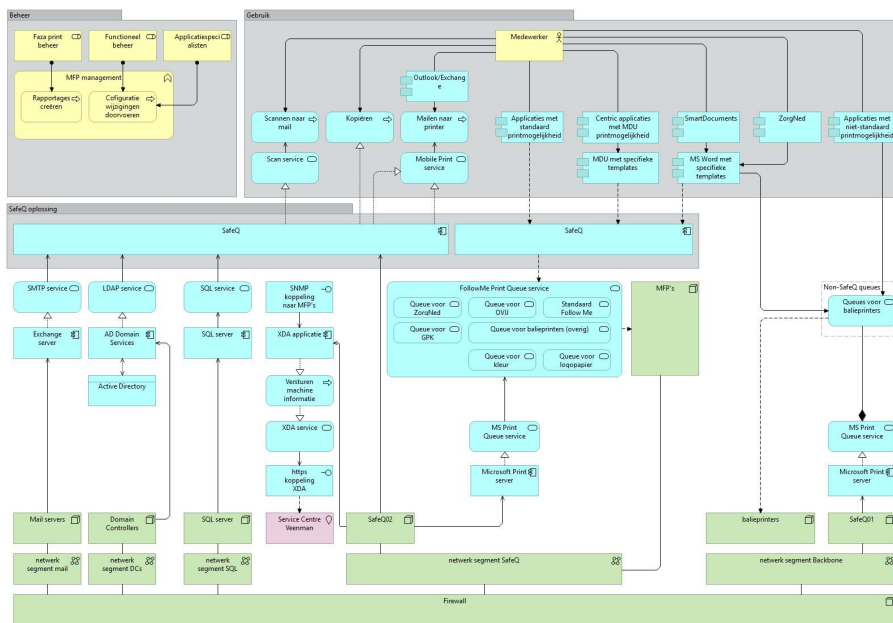 Beheer
Gebruik
Faza print
beheer
Functioneel
beheer
Applicatiespeci
alisten
MFP management
Rapportages
creëren
Cofiguratie
wijzigingen
doorvoeren
Medewerker
Outlook/Exchang
e
Scannen naar
mail
Kopiëren
Mailen naar
printer
Applicaties met
standaard
printmogelijkheid
Centric applicaties
met MDU
printmogelijkheid
SmartDocuments
ZorgNed
Applicaties met
niet-standaard
printmogelijkheid
Scan service
Mobile Print
service
MDU met specifieke
templates
MS Word met
specifieke
templates
SafeQ oplossing
SafeQ
SafeQ
SMTP service
LDAP service
SQL service
SNMP
koppeling
naar MFP's
FollowMe Print Queue service
MFP's
Non-SafeQ queues
Queue voor
ZorgNed
Queue voor
OVIJ
Standaard
Follow Me
Queues voor
balieprinters
Queue voor
GPK
Queue voor balieprinters (overig)
Queue voor
kleur
Queue voor
logopapier
Exchange
server
AD Domain
Services
SQL server
XDA applicatie
Active Directory
Versturen
machine
informatie
XDA service
MS Print
Queue service
MS Print
Queue service
https
koppeling
XDA
Microsoft Print
server
Microsoft Print
server
Mail servers
Domain
Controllers
SQL server
Service Centre
Veenman
SafeQ02
balieprinters
SafeQ01
netwerk
segment mail
netwerk
segment DCs
netwerk
segment SQL
netwerk segment SafeQ
netwerk segment Backbone
Firewall